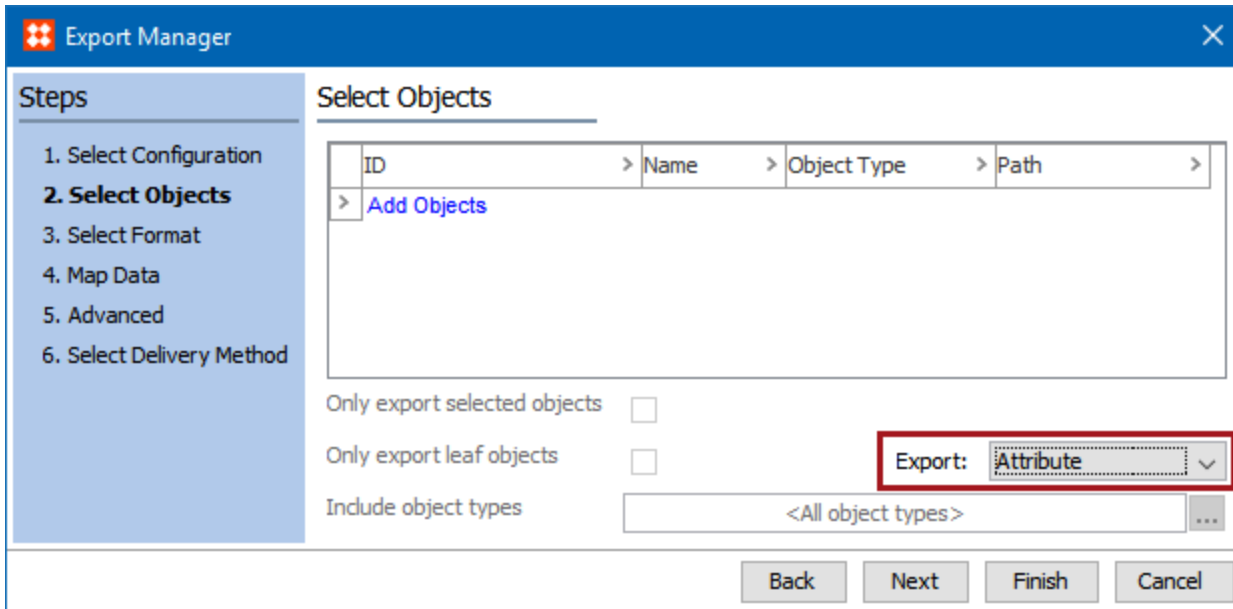 Export Manager
Steps
1. Select Configuration
2. Select Objects
3. Select Format
4. Map Data
5. Advanced
6. Select Delivery Method
Select Objects
ID > Name > Object Type > Path >
> Add Objects
Only export selected objects
Only export leaf objects
Export: Attribute
Include object types <All object types> ...
Back Next Finish Cancel